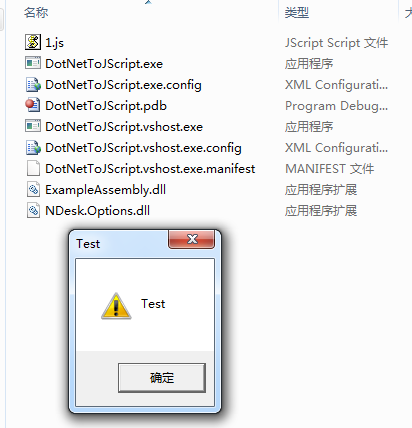 名称 类型
1.js JScript Script 文件
DotNetToJScript.exe 应用程序
DotNetToJScript.exe.config XML Configurati...
DotNetToJScript.pdb Program Debug...
DotNetToJScript.vshost.exe 应用程序
DotNetToJScript.vshost.exe.config XML Configurati...
DotNetToJScript.vshost.exe.manifest MANIFEST 文件
ExampleAssembly.dll 应用程序扩展
NDesk.Options.dll 应用程序扩展
Test
Test
确定